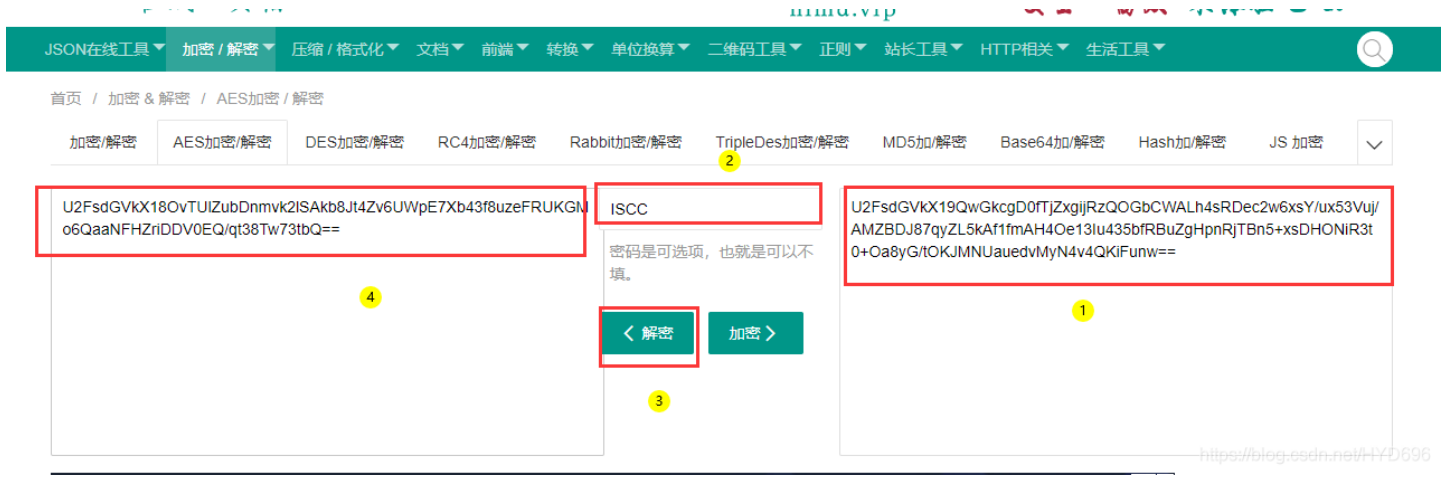 JSON在线工具 加密 / 解密 压缩 / 格式化 文档 前端 转换 单位换算 二维码工具 正则 站长工具 HTTP相关 生活工具
首页 / 加密 & 解密 / AES加密 / 解密
加密/解密 AES加密/解密 DES加密/解密 RC4加密/解密 Rabbit加密/解密 TripleDes加密/解密 MD5加/解密 Base64加/解密 Hash加/解密 JS 加密
2
U2FsdGVkX18OvTUlZubDnmvk2lSAkb8Jt4Zv6UWpE7Xb43f8uzeFRUKGM
o6QaaNFHZriDDV0EQ/qt38Tw73tbQ==
4
ISCC
密码是可选项，也就是可以不
填。
解密 加密
3
U2FsdGVkX19QwGkcgD0fTjZxgijRzQOGbCWALh4sRDec2w6xsY/ux53Vuj/
AMZBDJ87qyZL5kAf1fmAH4Oe13Iu435bfRBuZgHpnRjTBn5+xsDHONiR3t
0+Oa8yG/tOKJMNUauedvMyN4v4QKiFunw==
1
https://blog.csdn.net/HYD696